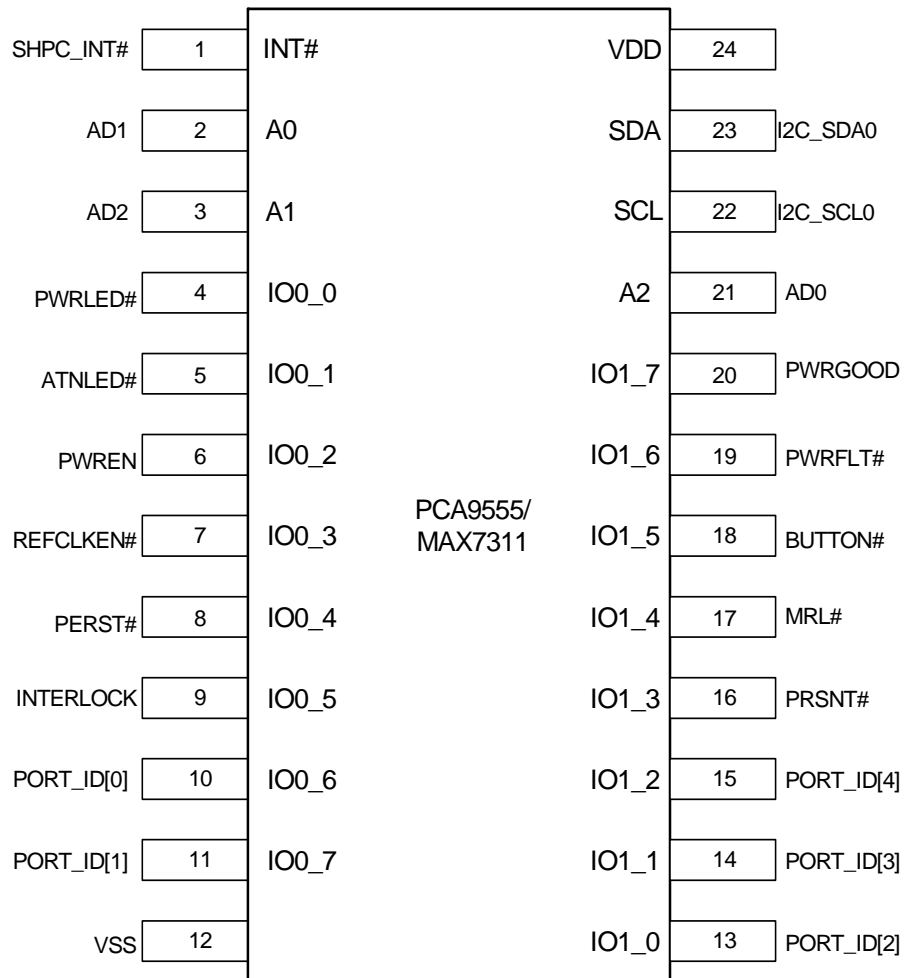 SHPC_INT# 1 INT# VDD 24
AD1 2 A0 SDA 23 I2C_SDA0
AD2 3 A1 SCL 22 I2C_SCL0
PWRLED# 4 IO0_0 A2 21 AD0
ATNLED# 5 IO0_1 IO1_7 20 PWRGOOD
PWREN 6 IO0_2 IO1_6 19 PWRFLT#
PCA9555/
MAX7311
REFCLKEN# 7 IO0_3 IO1_5 18 BUTTON#
PERST# 8 IO0_4 IO1_4 17 MRL#
INTERLOCK 9 IO0_5 IO1_3 16 PRSNT#
PORT_ID[0] 10 IO0_6 IO1_2 15 PORT_ID[4]
PORT_ID[1] 11 IO0_7 IO1_1 14 PORT_ID[3]
VSS 12 IO1_0 13 PORT_ID[2]